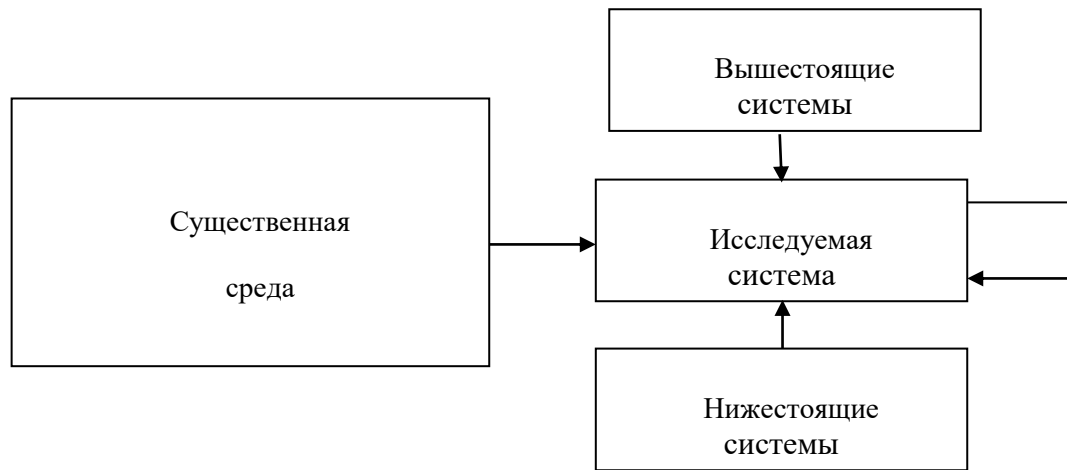 Вышестоящие
системы
Существенная
среда
Исследуемая
система
Нижестоящие
системы